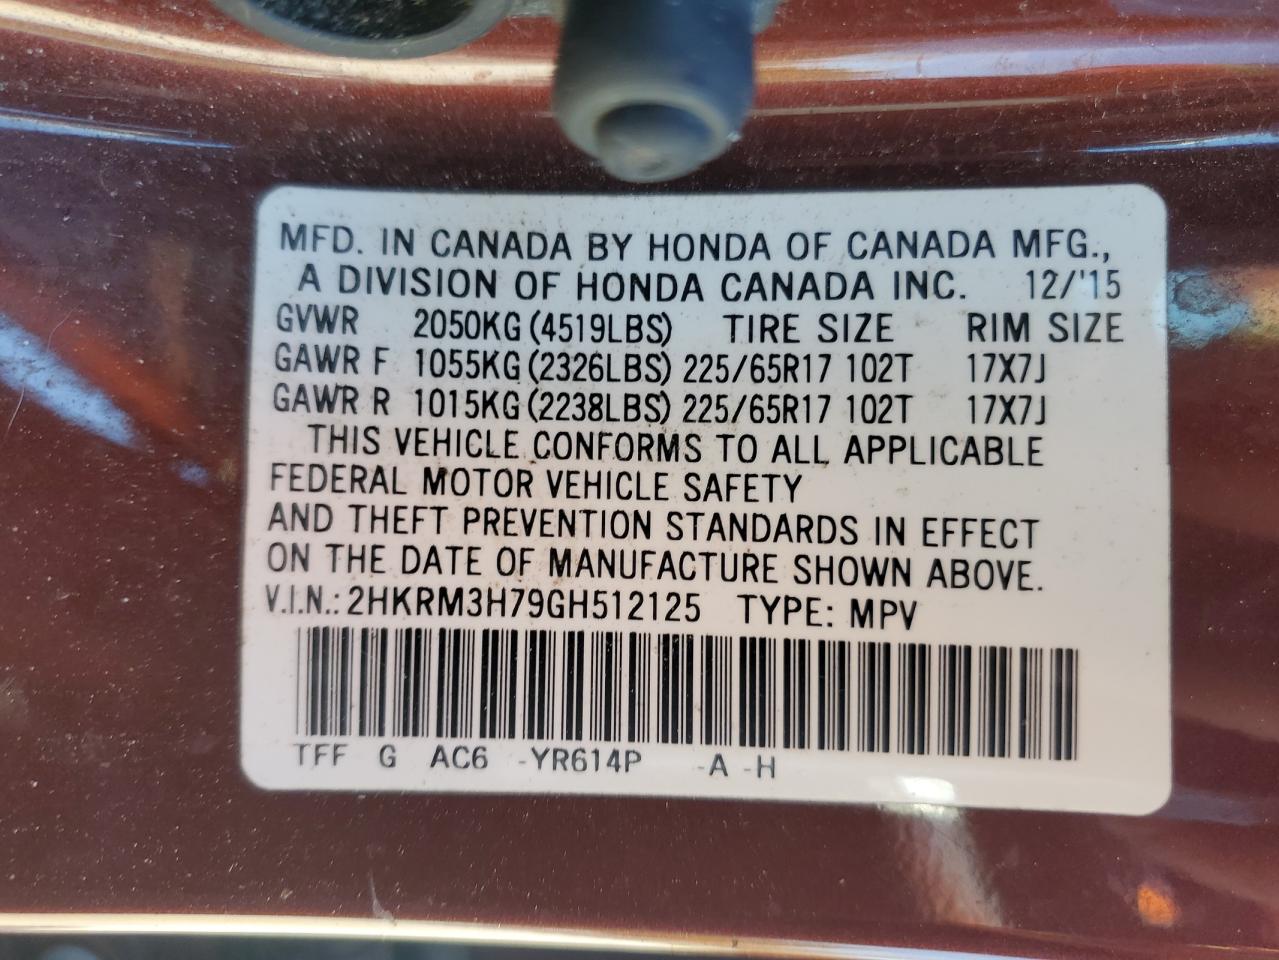 MFD. IN CANADA BY HONDA OF CANADA MFG.,
A DIVISION OF HONDA CANADA INC. 12/'15
GVWR 2050KG (4519LBS) TIRE SIZE RIM SIZE
GAWR F 1055KG (2326LBS) 225/65R17 102T 17X7J
GAWR R 1015KG (2238LBS) 225/65R17 102T 17X7J
THIS VEHICLE CONFORMS TO ALL APPLICABLE
FEDERAL MOTOR VEHICLE SAFETY
AND THEFT PREVENTION STANDARDS IN EFFECT
ON THE DATE OF MANUFACTURE SHOWN ABOVE.
V.I.N.: 2HKRM3H79GH512125 TYPE: MPV
TFF G AC6 -YR614P -A -H